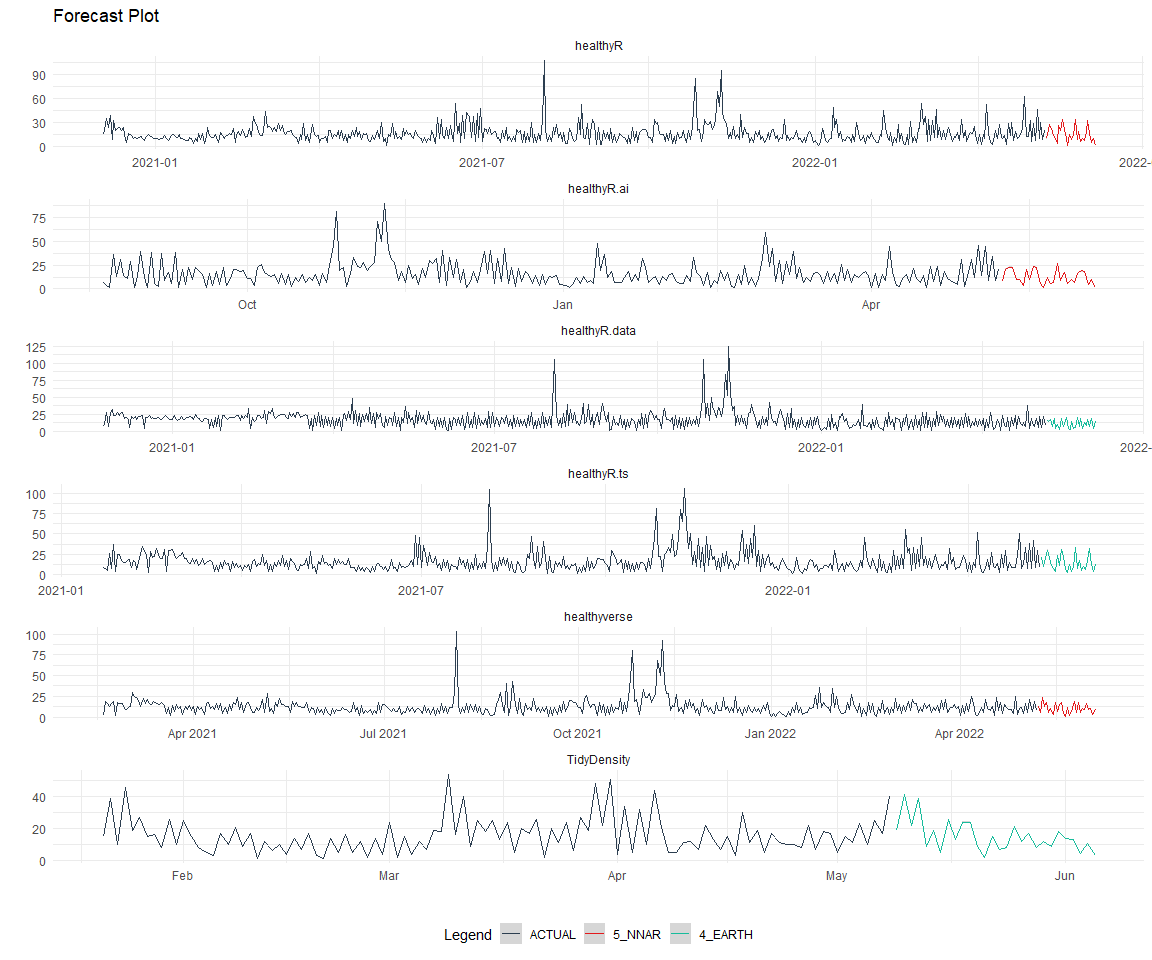 Forecast Plot
healthyR
90
60
30
0
2021-01 2021-07 2022-01 2022-
healthyR.ai
75
50
25
0
Oct Jan Apr
healthyR.data
125
100
75
50
25
0
2021-01 2021-07 2022-01 2022-
healthyR.ts
100
75
50
25
0
2021-01 2021-07 2022-01
healthyverse
100
75
50
25
0
Apr 2021 Jul 2021 Oct 2021 Jan 2022 Apr 2022
TidyDensity
40
20
0
Feb Mar Apr May Jun
Legend ACTUAL 5_NNAR 4_EARTH